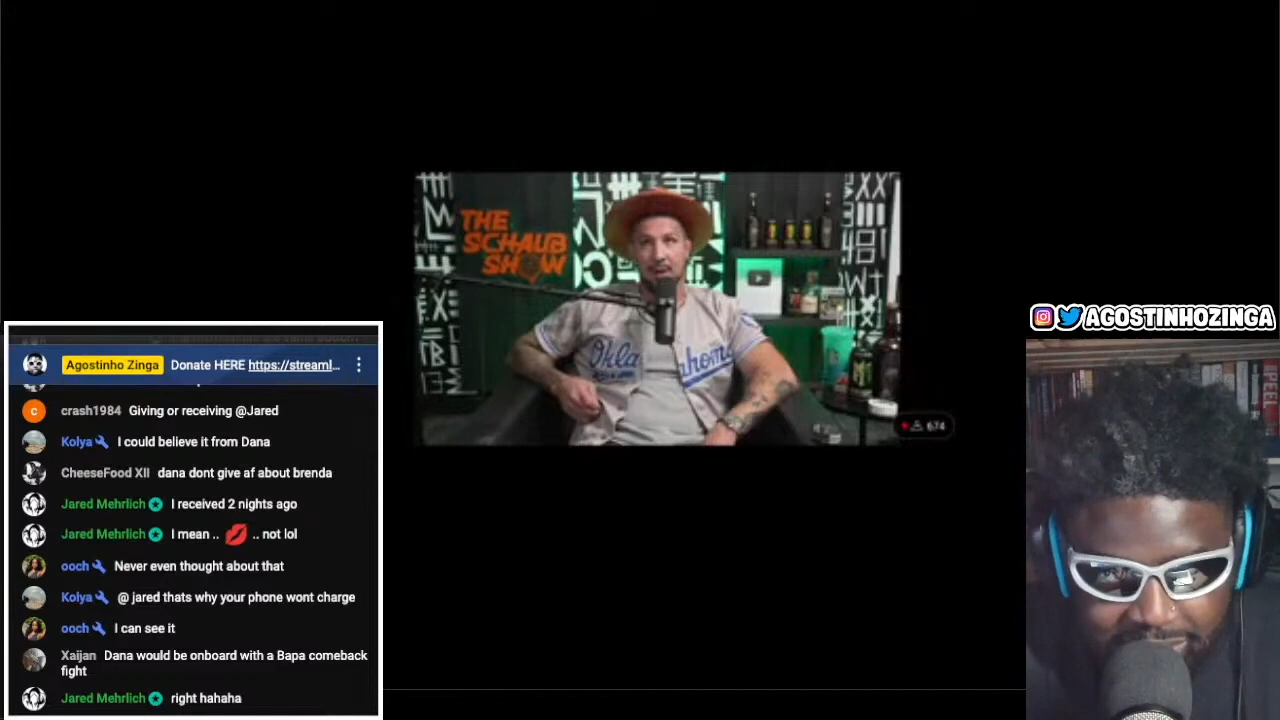 THE
SCHAUB
SHOW
Okla
homa
674
@AGOSTINHOZINGA
Agostinho Zinga Donate HERE https://streaml...
crash1984 Giving or receiving @Jared
Kolya I could believe it from Dana
CheeseFood XII dana dont give af about brenda
Jared Mehrlich I received 2 nights ago
Jared Mehrlich I mean .. 💋 .. not lol
ooch Never even thought about that
Kolya @ jared thats why your phone wont charge
ooch I can see it
Xaijan Dana would be onboard with a Bapa comeback
fight
Jared Mehrlich right hahaha